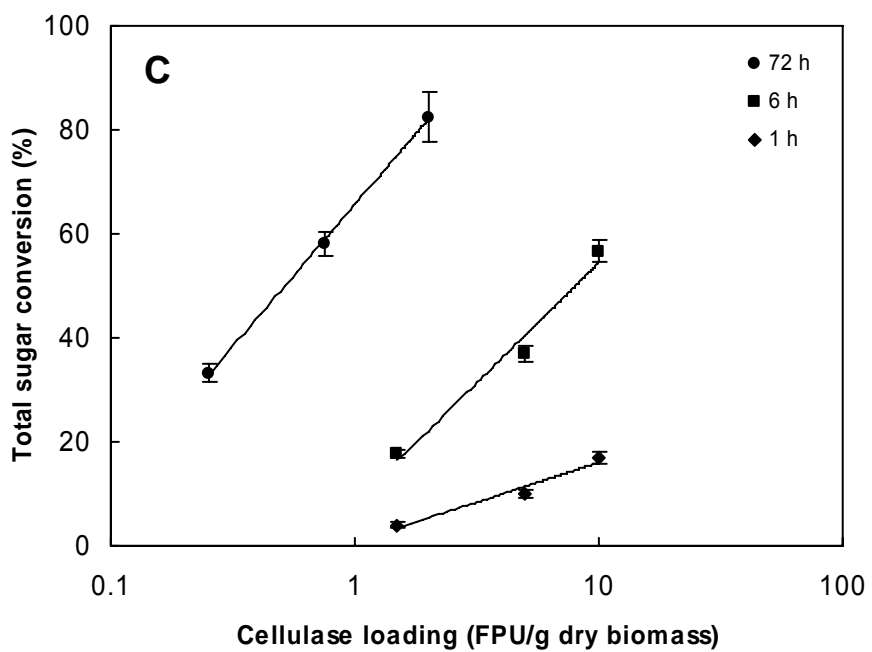 C
72 h
6 h
1 h
Total sugar conversion (%)
100
80
60
40
20
0
0.1 1 10 100
Cellulase loading (FPU/g dry biomass)